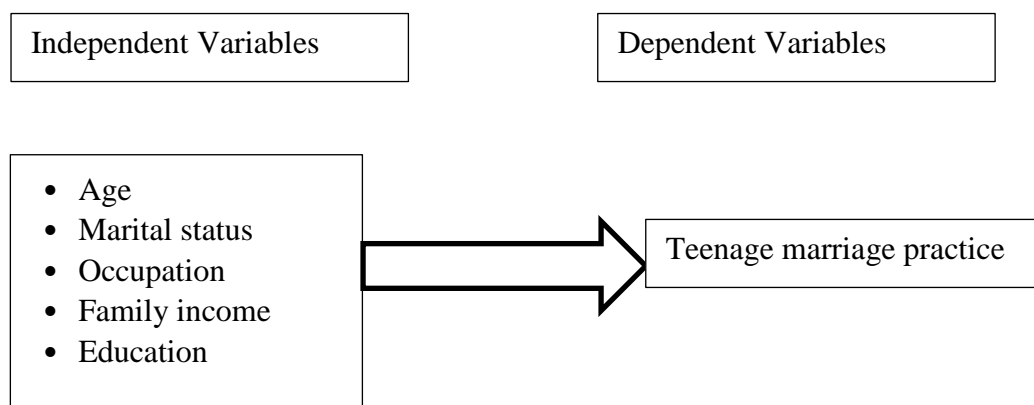 Independent Variables
Dependent Variables
• Age
• Marital status
• Occupation
• Family income
• Education
Teenage marriage practice